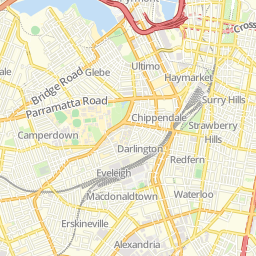 yrmont
Cross
Ultimo
Glebe
Haymarket
Bridge Road
Parramatta Road
Surry Hills
Chippendale
Camperdown
Strawberry
Hills
Darlington
Redfern
Eveleigh
Macdonaldtown
Waterloo
Erskineville
Alexandria